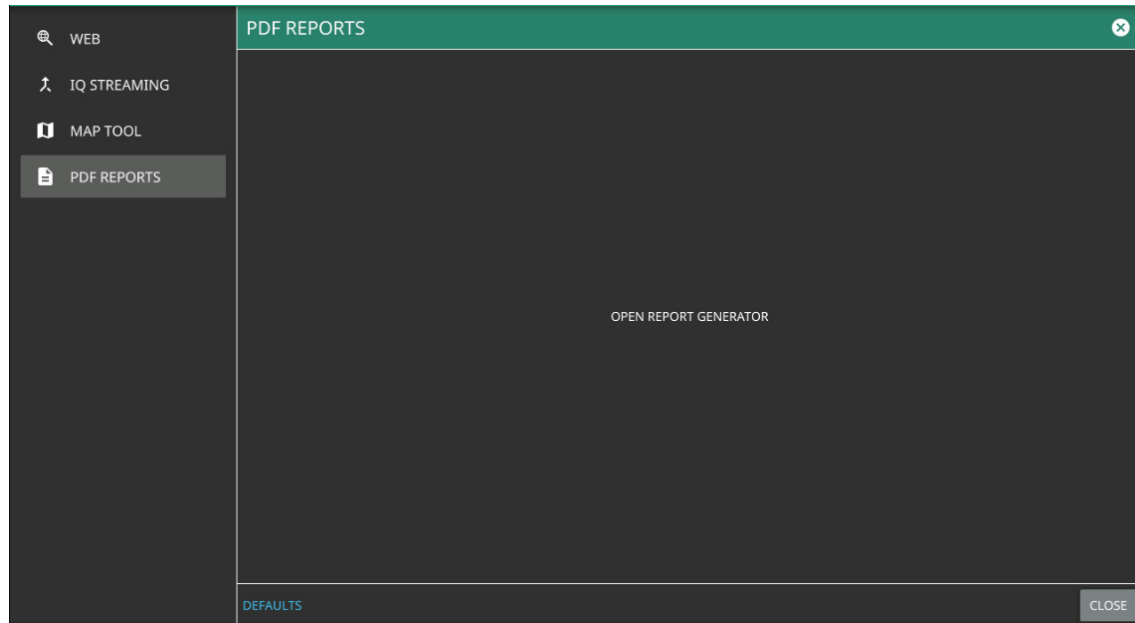 WEB
IQ STREAMING
MAP TOOL
PDF REPORTS
PDF REPORTS
OPEN REPORT GENERATOR
DEFAULTS
CLOSE